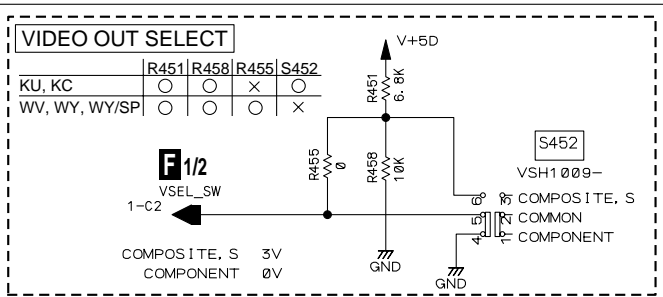 VIDEO OUT SELECT
R451 R458 R455 S452
KU, KC ○ ○ × ○
WV, WY, WY/SP ○ ○ ○ ×
V+5D
R451
6.8K
R455
0
R458
10K
S452
VSH1009-
F 1/2
VSEL_SW
1-C2
6 3 COMPOSITE, S
5 2 COMMON
4 1 COMPONENT
COMPOSITE, S 3V
COMPONENT 0V
GND
GND